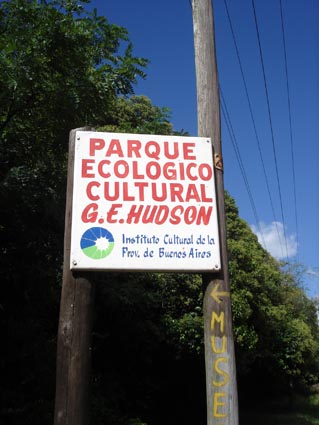 PARQUE
ECOLOGICO
CULTURAL
G.E. HUDSON
Instituto Cultural de la
Prov. de Buenos Aires
← MUSE